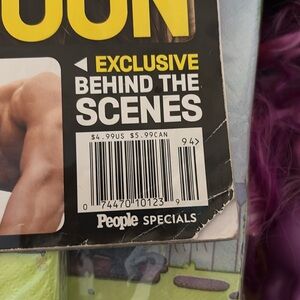 OON
◄ EXCLUSIVE
BEHIND THE
SCENES
$4.99US $5.99CAN
94>
0 74470 10123 9
People SPECIALS